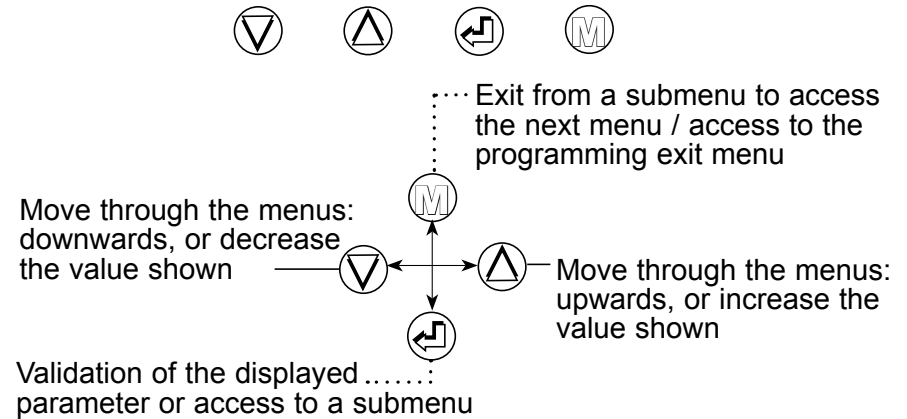 M
Exit from a submenu to access
the next menu / access to the
programming exit menu
M
Move through the menus:
downwards, or decrease
the value shown
Move through the menus:
upwards, or increase the
value shown
Validation of the displayed
parameter or access to a submenu